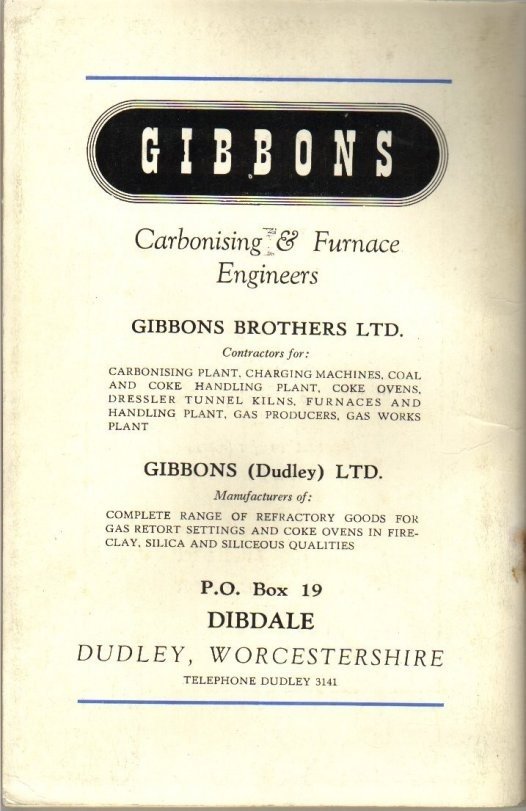 GIBBONS
Carbonising & Furnace
Engineers
GIBBONS BROTHERS LTD.
Contractors for:
CARBONISING PLANT, CHARGING MACHINES, COAL
AND COKE HANDLING PLANT, COKE OVENS,
DRESSLER TUNNEL KILNS, FURNACES AND
HANDLING PLANT, GAS PRODUCERS, GAS WORKS
PLANT
GIBBONS (Dudley) LTD.
Manufacturers of:
COMPLETE RANGE OF REFRACTORY GOODS FOR
GAS RETORT SETTINGS AND COKE OVENS IN FIRE-
CLAY, SILICA AND SILICEOUS QUALITIES
P.O. Box 19
DIBDALE
DUDLEY, WORCESTERSHIRE
TELEPHONE DUDLEY 3141